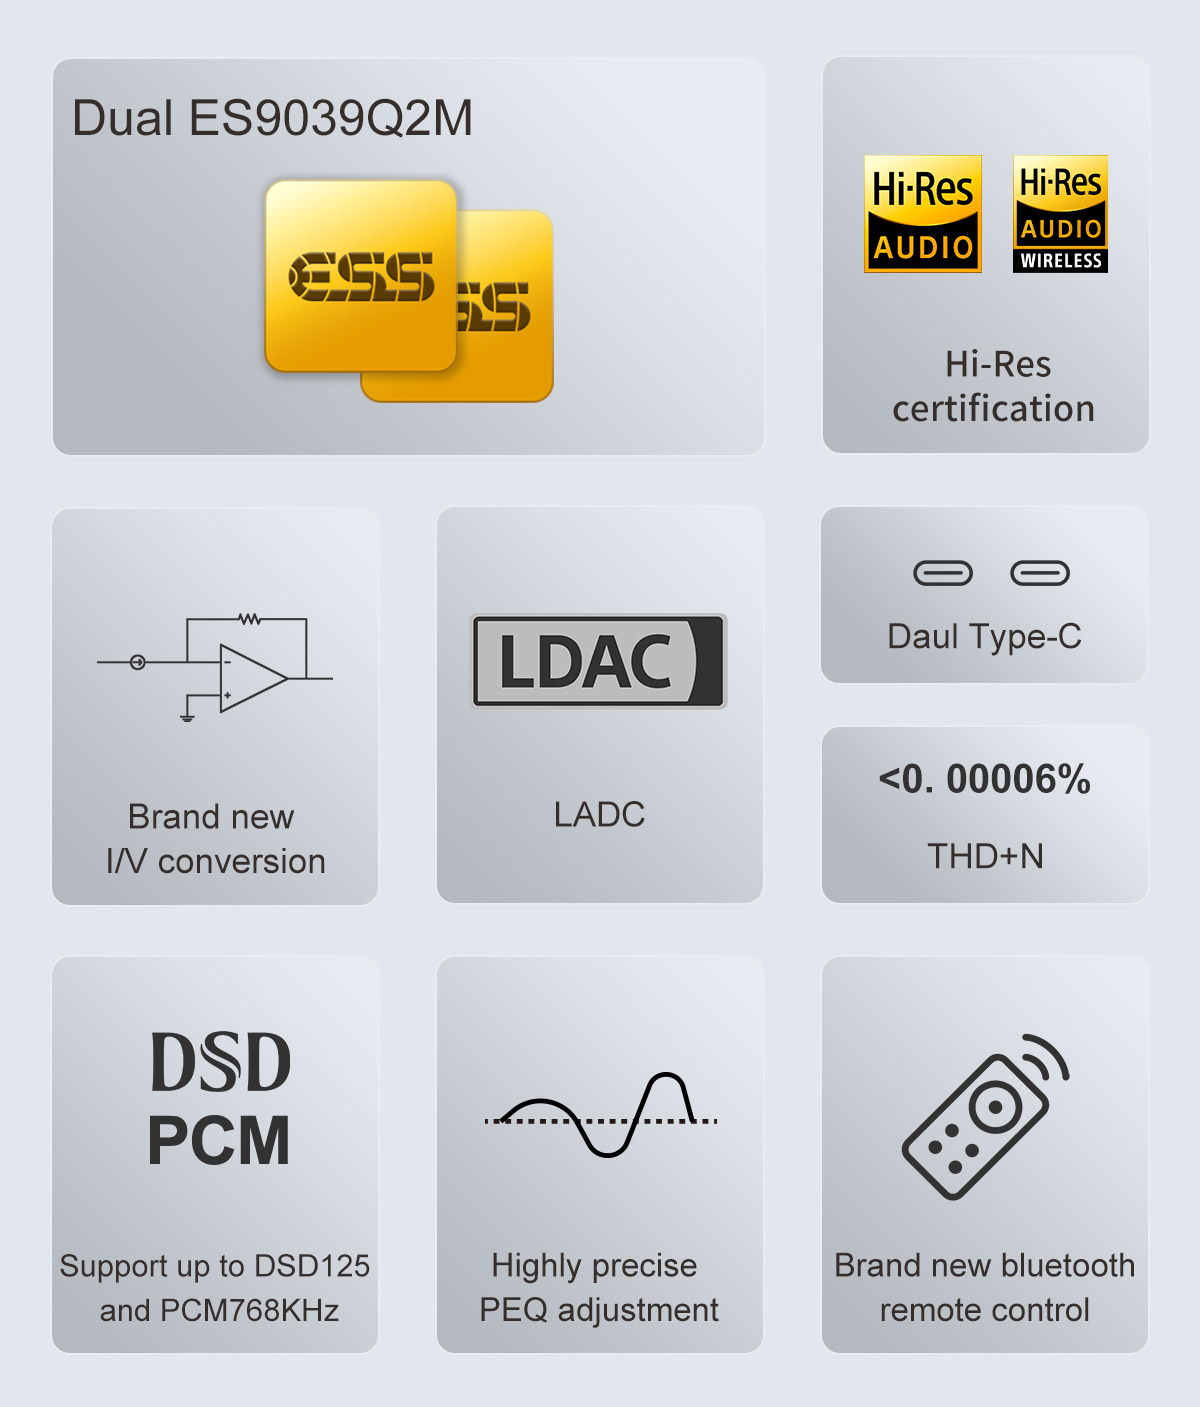 Dual ES9039Q2M
ESS
SS
Hi-Res
AUDIO
Hi-Res
AUDIO
WIRELESS
Hi-Res
certification
Brand new
I/V conversion
LDAC
LADC
Daul Type-C
<0. 00006%
THD+N
DSD
PCM
Support up to DSD125
and PCM768KHz
Highly precise
PEQ adjustment
Brand new bluetooth
remote control